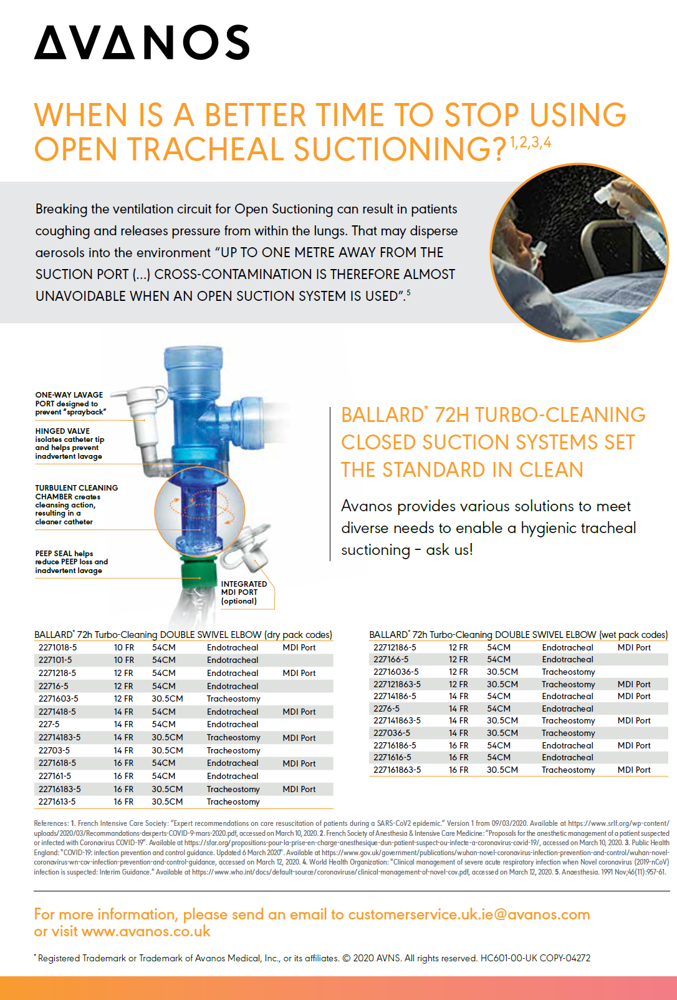 AVANOS
WHEN IS A BETTER TIME TO STOP USING
OPEN TRACHEAL SUCTIONING?1,2,3,4
Breaking the ventilation circuit for Open Suctioning can result in patients
coughing and releases pressure from within the lungs. That may disperse
aerosols into the environment “UP TO ONE METRE AWAY FROM THE
SUCTION PORT (...) CROSS-CONTAMINATION IS THEREFORE ALMOST
UNAVOIDABLE WHEN AN OPEN SUCTION SYSTEM IS USED”.5
ONE-WAY LAVAGE
PORT designed to
prevent “sprayback”
HINGED VALVE
isolates catheter tip
and helps prevent
inadvertent lavage
TURBULENT CLEANING
CHAMBER creates
cleansing action,
resulting in a
cleaner catheter
PEEP SEAL helps
reduce PEEP loss and
inadvertent lavage
INTEGRATED
MDI PORT
(optional)
BALLARD* 72H TURBO-CLEANING
CLOSED SUCTION SYSTEMS SET
THE STANDARD IN CLEAN
Avanos provides various solutions to meet
diverse needs to enable a hygienic tracheal
suctioning – ask us!
BALLARD* 72h Turbo-Cleaning DOUBLE SWIVEL ELBOW (dry pack codes)
2271018-5 10 FR 54CM Endotracheal MDI Port
227101-5 10 FR 54CM Endotracheal
2271218-5 12 FR 54CM Endotracheal MDI Port
22716-5 12 FR 54CM Endotracheal
2271603-5 12 FR 30.5CM Tracheostomy
2271418-5 14 FR 54CM Endotracheal MDI Port
227-5 14 FR 54CM Endotracheal
22714183-5 14 FR 30.5CM Tracheostomy MDI Port
22703-5 14 FR 30.5CM Tracheostomy
2271618-5 16 FR 54CM Endotracheal MDI Port
227161-5 16 FR 54CM Endotracheal
22716183-5 16 FR 30.5CM Tracheostomy MDI Port
2271613-5 16 FR 30.5CM Tracheostomy
BALLARD* 72h Turbo-Cleaning DOUBLE SWIVEL ELBOW (wet pack codes)
22712186-5 12 FR 54CM Endotracheal MDI Port
227166-5 12 FR 54CM Endotracheal
22716036-5 12 FR 30.5CM Tracheostomy
227121863-5 12 FR 30.5CM Tracheostomy MDI Port
22714186-5 14 FR 54CM Endotracheal MDI Port
2276-5 14 FR 54CM Endotracheal
227141863-5 14 FR 30.5CM Tracheostomy MDI Port
227036-5 14 FR 30.5CM Tracheostomy
22716186-5 16 FR 54CM Endotracheal MDI Port
2271616-5 16 FR 54CM Endotracheal
227161863-5 16 FR 30.5CM Tracheostomy MDI Port
References: 1. French Intensive Care Society: “Expert recommendations on care resuscitation of patients during a SARS-CoV2 epidemic.” Version 1 from 09/03/2020. Available at https://www.srlf.org/wp-content/
uploads/2020/03/Recommandations-dexperts-COVID-9-mars-2020.pdf, accessed on March 10, 2020. 2. French Society of Anesthesia & Intensive Care Medicine: “Proposals for the anesthetic management of a patient suspected
or infected with Coronavirus COVID-19”. Available at https://sfar.org/propositions-pour-la-prise-en-charge-anesthesique-dun-patient-suspect-ou-infecte-a-coronavirus-covid-19/, accessed on March 10, 2020. 3. Public Health
England: "COVID-19: infection prevention and control guidance. Updated 6 March 2020". Available at https://www.gov.uk/government/publications/wuhan-novel-coronavirus-infection-prevention-and-control/wuhan-novel-
coronavirus-wn-cov-infection-prevention-and-control-guidance, accessed on March 12, 2020. 4. World Health Organization: "Clinical management of severe acute respiratory infection when Novel coronavirus (2019-nCoV)
infection is suspected: Interim Guidance." Available at https://www.who.int/docs/default-source/coronaviruse/clinical-management-of-novel-cov.pdf, accessed on March 12, 2020. 5. Anaesthesia. 1991 Nov;46(11):957-61.
For more information, please send an email to customerservice.uk.ie@avanos.com
or visit www.avanos.co.uk
* Registered Trademark or Trademark of Avanos Medical, Inc., or its affiliates. © 2020 AVNS. All rights reserved. HC601-00-UK COPY-04272